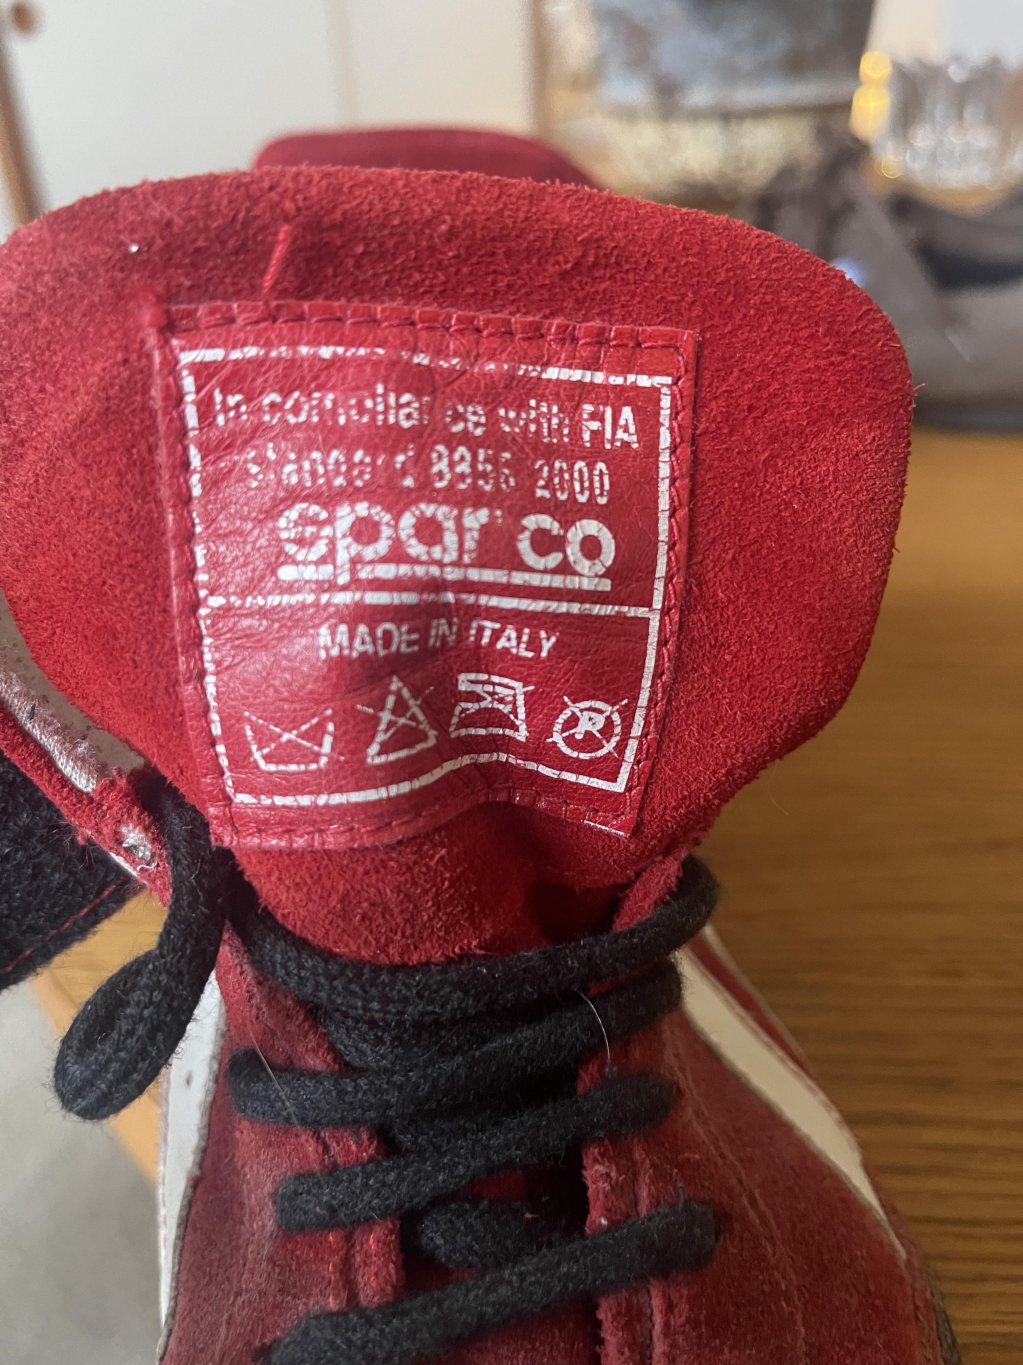 In compliance with FIA
standard 8856 2000
sparco
MADE IN ITALY
R